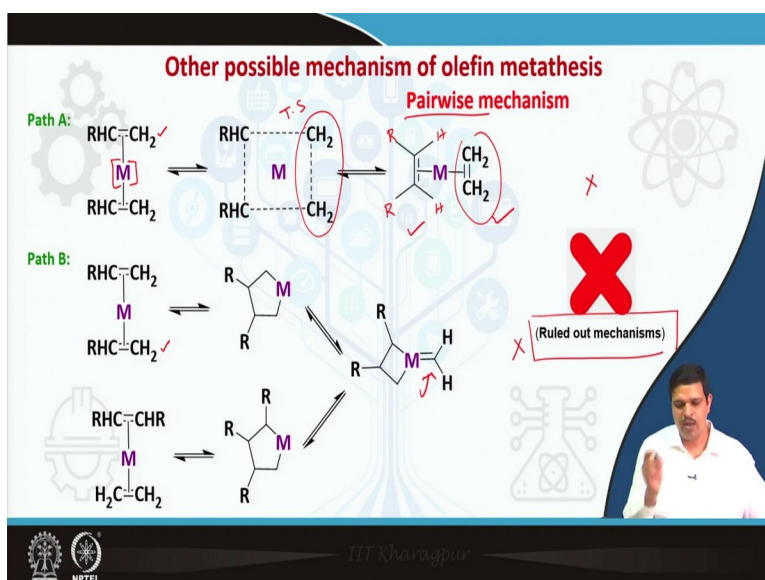 Other possible mechanism of olefin metathesis
Pairwise mechanism
Path A:
T.S
RHC CH2
M
RHC CH2
RHC CH2
M
RHC CH2
R H
CH2
M
CH2
R H
Path B:
RHC CH2
M
RHC CH2
R
M
R
R
R
M
H
H
(Ruled out mechanisms)
RHC CHR
M
H2C CH2
R
R
M
R
IIT Kharagpur
NPTEL